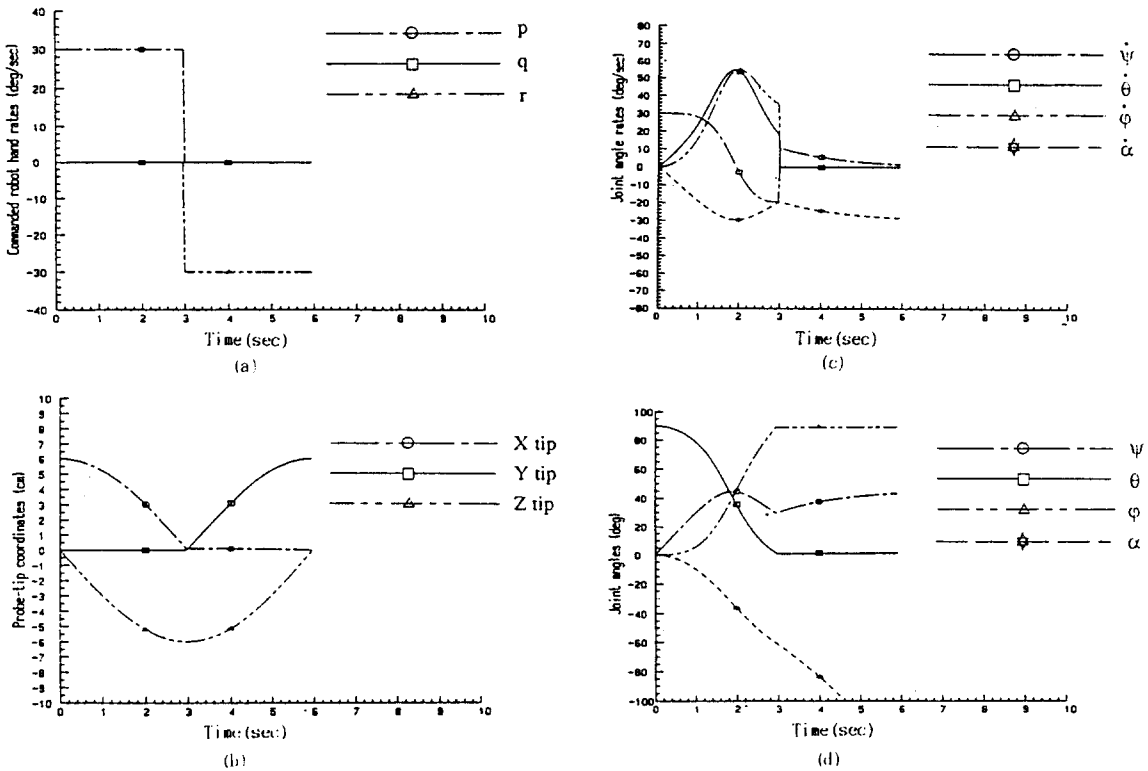 Commanded robot hand rates (deg/sec)
40
30
20
10
0
-10
-20
-30
-40
0 1 2 3 4 5 6 7 8 9 10
Time(sec)
(a)
p
q
r
Joint angle rates (deg/sec)
80
70
60
50
40
30
20
10
0
-10
-20
-30
-40
-50
-60
-70
-80
0 1 2 3 4 5 6 7 8 9 10
Time(sec)
(c)
ψ̇
θ̇
φ̇
α̇
Probe-tip coordinates (cm)
10
9
8
7
6
5
4
3
2
1
0
-1
-2
-3
-4
-5
-6
-7
-8
-9
-10
0 1 2 3 4 5 6 7 8 9 10
Time(sec)
(b)
X tip
Y tip
Z tip
Joint angles (deg)
100
80
60
40
20
0
-20
-40
-60
-80
-100
0 1 2 3 4 5 6 7 8 9 10
Time(sec)
(d)
ψ
θ
φ
α